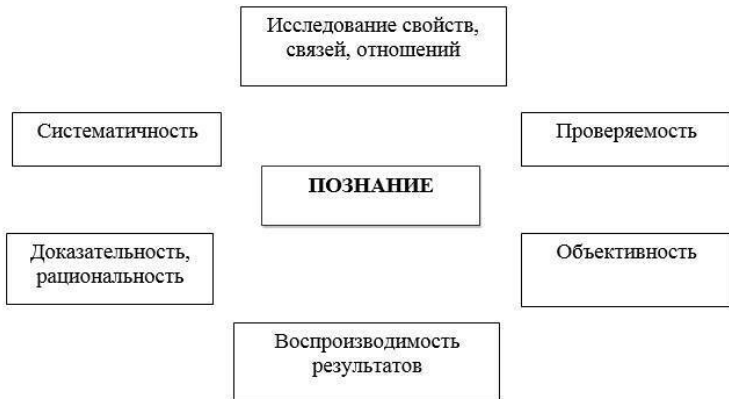 Исследование свойств,
связей, отношений
Систематичность
Проверяемость
ПОЗНАНИЕ
Доказательность,
рациональность
Объективность
Воспроизводимость
результатов